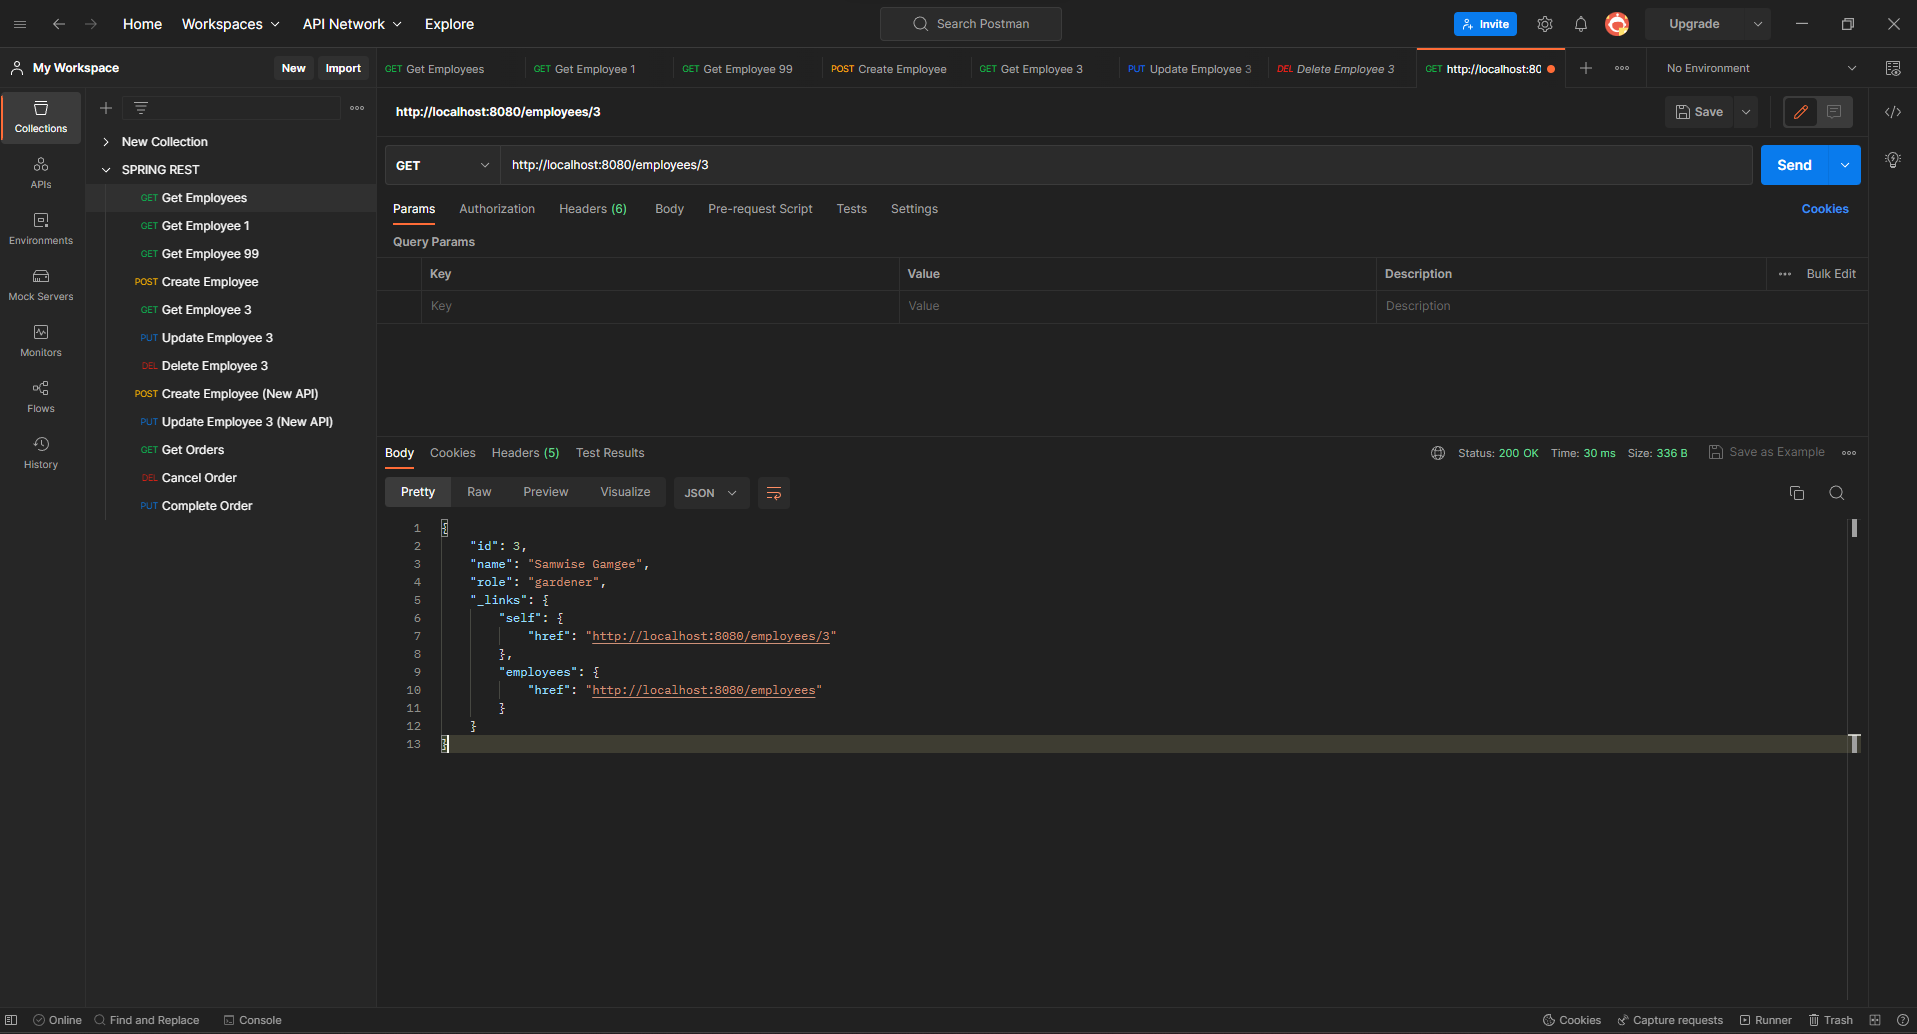 Home Workspaces API Network Explore Search Postman Invite Upgrade
My Workspace New Import GET Get Employees GET Get Employee 1 GET Get Employee 99 POST Create Employee GET Get Employee 3 PUT Update Employee 3 DEL Delete Employee 3 GET http://localhost:80 No Environment
Collections
APIs
Environments
Mock Servers
Monitors
Flows
History
New Collection
SPRING REST
GET Get Employees
GET Get Employee 1
GET Get Employee 99
POST Create Employee
GET Get Employee 3
PUT Update Employee 3
DEL Delete Employee 3
POST Create Employee (New API)
PUT Update Employee 3 (New API)
GET Get Orders
DEL Cancel Order
PUT Complete Order
http://localhost:8080/employees/3 Save
GET http://localhost:8080/employees/3 Send
Params Authorization Headers (6) Body Pre-request Script Tests Settings Cookies
Query Params
Key Value Description Bulk Edit
Key Value Description
Body Cookies Headers (5) Test Results Status: 200 OK Time: 30 ms Size: 336 B Save as Example
Pretty Raw Preview Visualize JSON
1 {
2 "id": 3,
3 "name": "Samwise Gamgee",
4 "role": "gardener",
5 "_links": {
6 "self": {
7 "href": "http://localhost:8080/employees/3"
8 },
9 "employees": {
10 "href": "http://localhost:8080/employees"
11 }
12 }
13 }
Online Find and Replace Console Cookies Capture requests Runner Trash